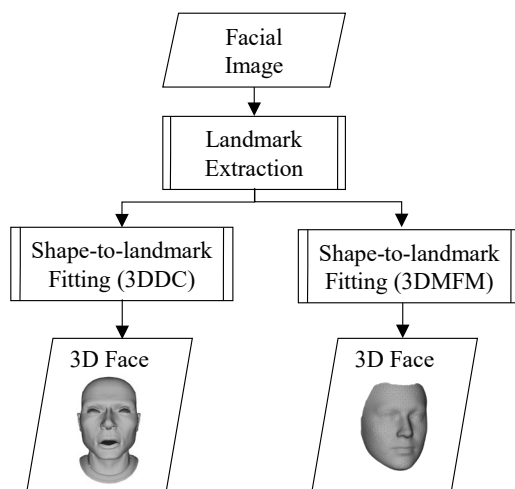 Facial
Image
Landmark
Extraction
Shape-to-landmark
Fitting (3DDC)
Shape-to-landmark
Fitting (3DMFM)
3D Face
3D Face